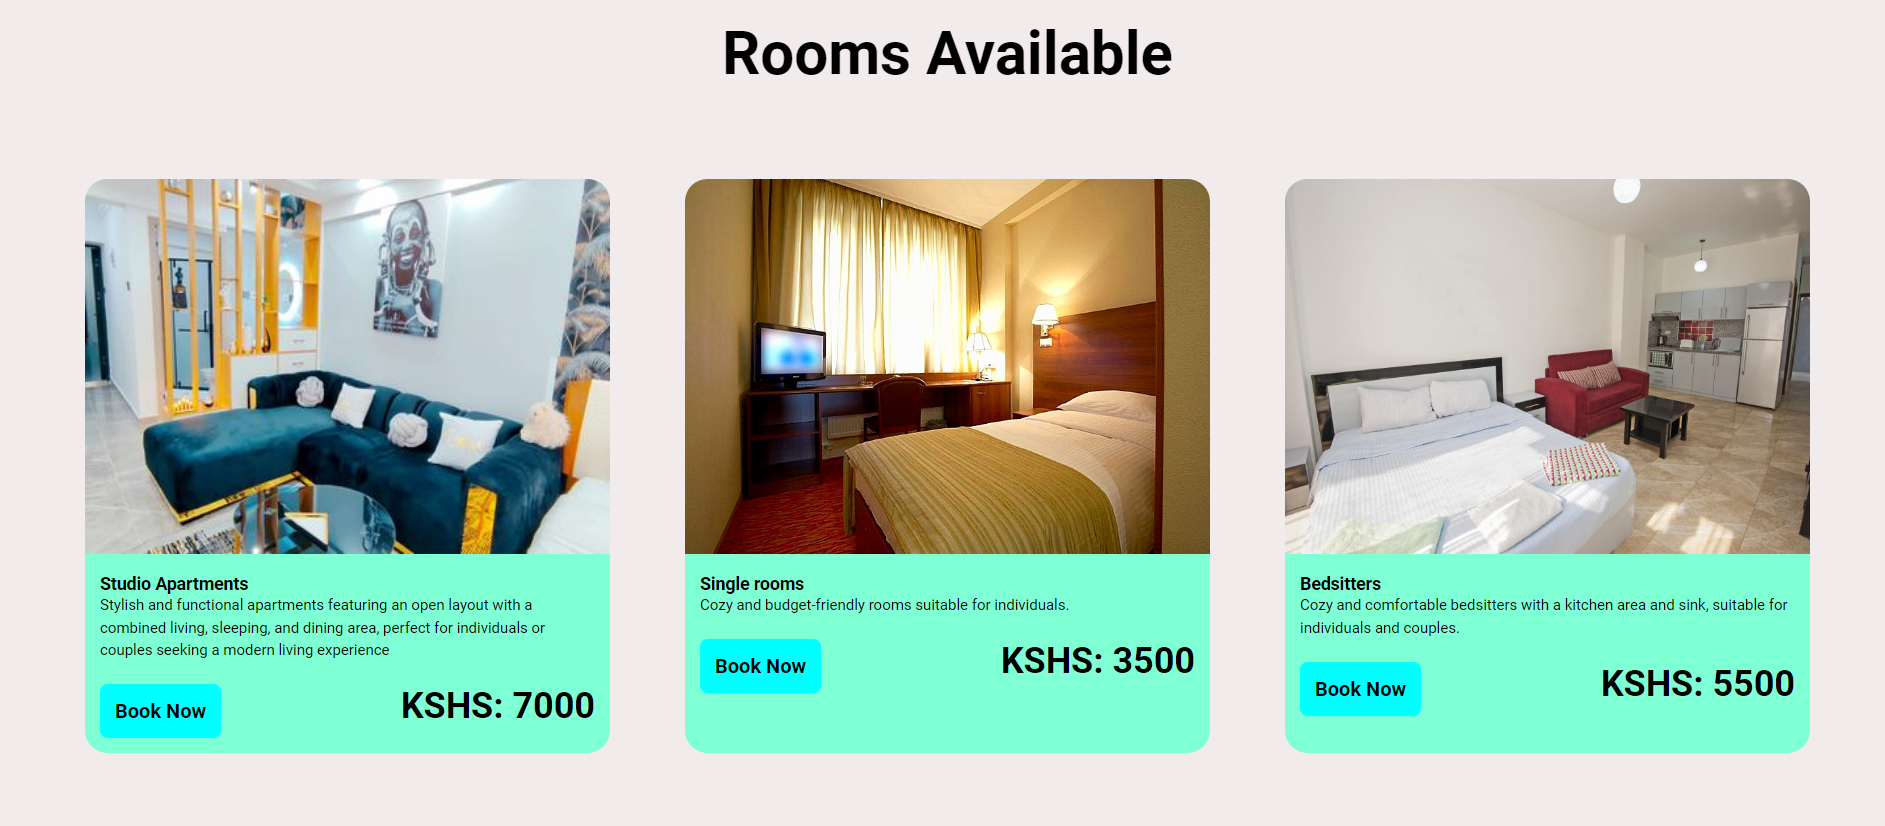 Rooms Available
Studio Apartments
Stylish and functional apartments featuring an open layout with a
combined living, sleeping, and dining area, perfect for individuals or
couples seeking a modern living experience
Book Now
KSHS: 7000
Single rooms
Cozy and budget-friendly rooms suitable for individuals.
Book Now
KSHS: 3500
Bedsitters
Cozy and comfortable bedsitters with a kitchen area and sink, suitable for
individuals and couples.
Book Now
KSHS: 5500